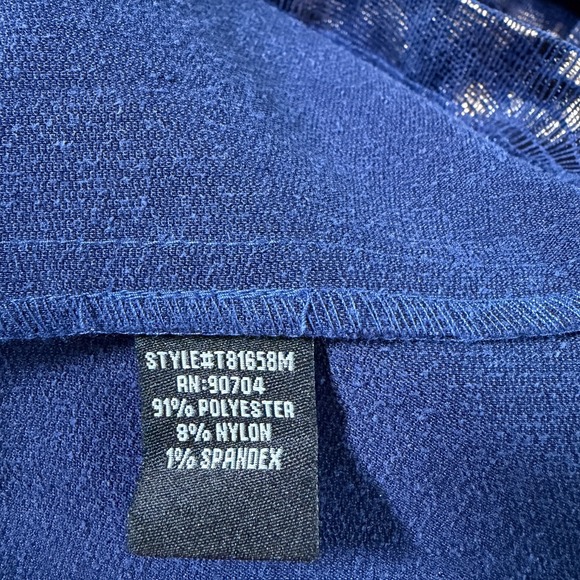 STYLE#T81658M
RN:90704
91% POLYESTER
8% NYLON
1% SPANDEX